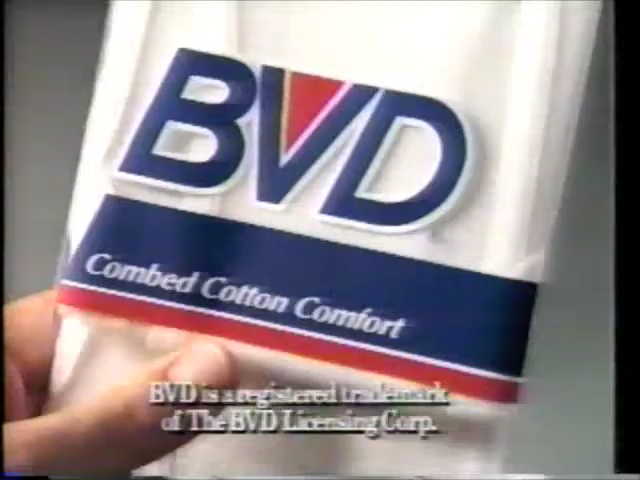 BVD
Combed Cotton Comfort
BVD is a registered trademark
of The BVD Licensing Corp.